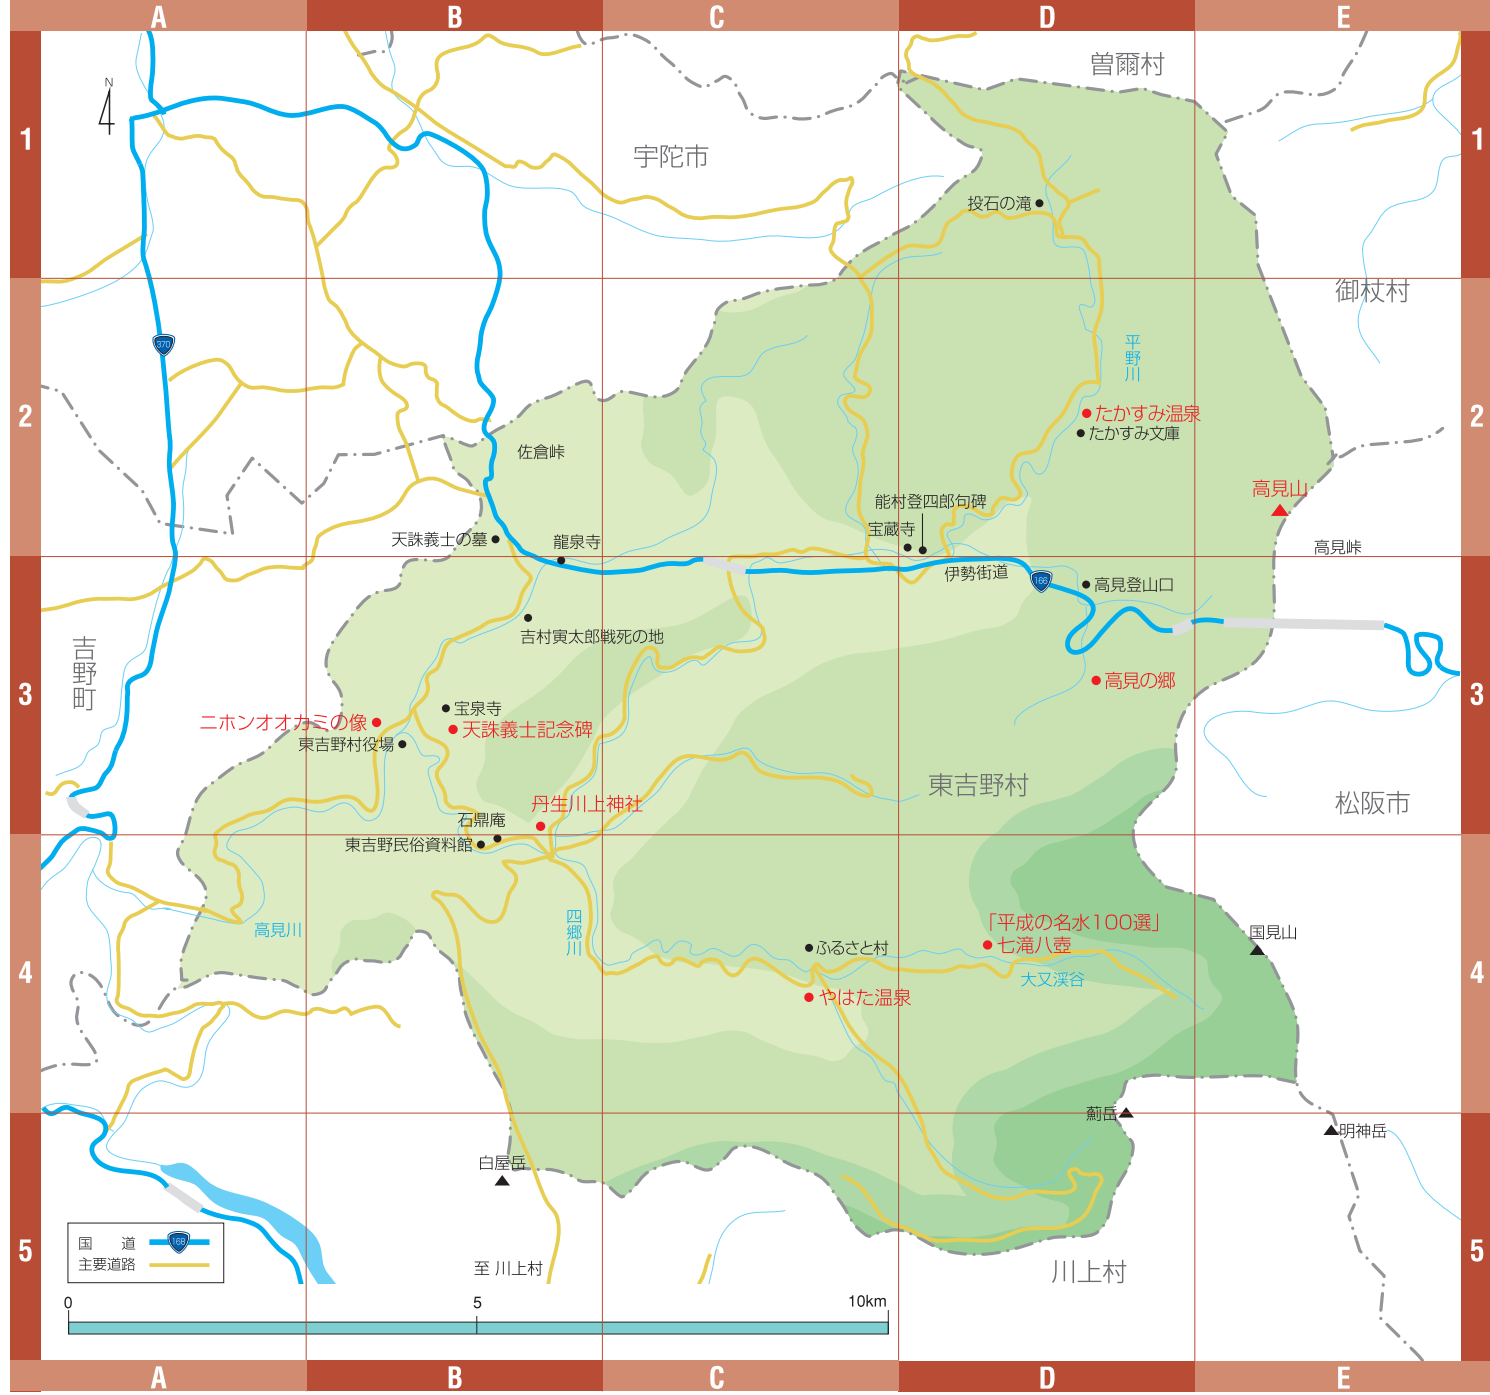 A B C D E
曽爾村
N
1 1
宇陀市
投石の滝
御杖村
370
平野川
たかすみ温泉
2 2
たかすみ文庫
佐倉峠
高見山
能村登四郎句碑
宝蔵寺
天誅義士の墓
龍泉寺
高見峠
伊勢街道
166
高見登山口
吉村寅太郎戦死の地
吉野町
高見の郷
3 3
宝泉寺
ニホンオオカミの像
天誅義士記念碑
東吉野村役場
東吉野村
丹生川上神社
松阪市
石鼎庵
東吉野民俗資料館
「平成の名水100選」
七滝八壺
高見川
四郷川
国見山
ふるさと村
4 4
大又渓谷
やはた温泉
薊岳
明神岳
白屋岳
国 道 168
5 5
主要道路
至 川上村
川上村
0 5 10km
A B C D E